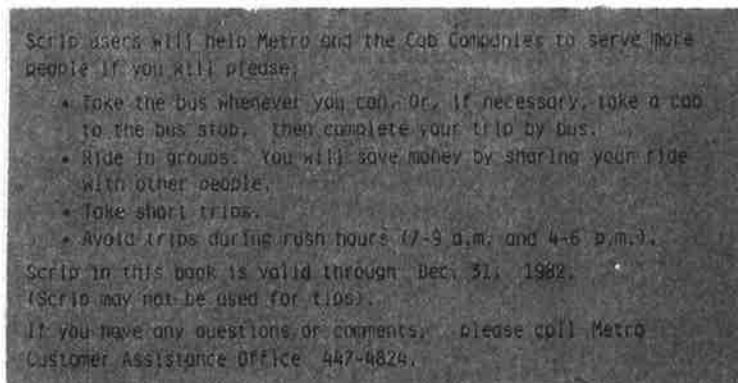 Scrip users will help Metro and the Cab Companies to serve more
people if you will please:
• Take the bus whenever you can. Or, if necessary, take a cab
to the bus stop, then complete your trip by bus.
• Ride in groups. You will save money by sharing your ride
with other people.
• Take short trips.
• Avoid trips during rush hours (7-9 a.m. and 4-6 p.m.).
Scrip in this book is valid through Dec. 31, 1982.
(Scrip may not be used for tips).
If you have any questions or comments, please call Metro
Customer Assistance Office 447-4824.